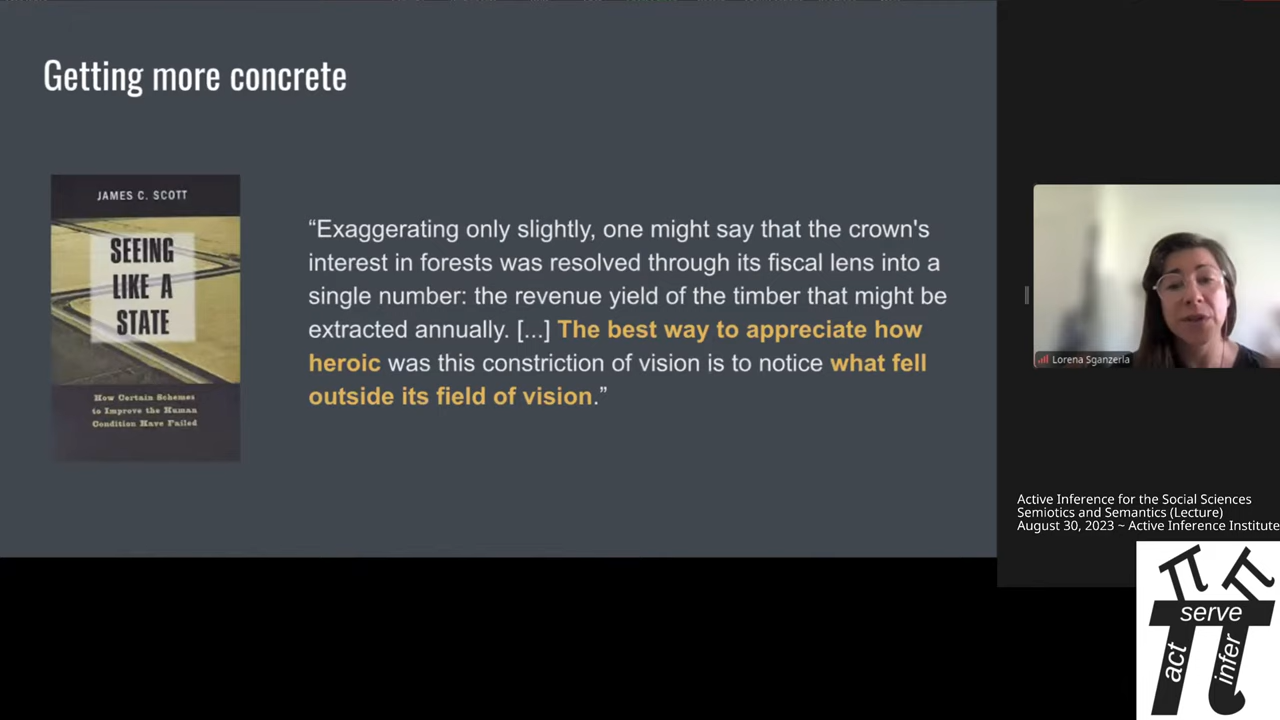 Getting more concrete
JAMES C. SCOTT
SEEING
LIKE A
STATE
How Certain Schemes
to Improve the Human
Condition Have Failed
“Exaggerating only slightly, one might say that the crown's
interest in forests was resolved through its fiscal lens into a
single number: the revenue yield of the timber that might be
extracted annually. [...] The best way to appreciate how
heroic was this constriction of vision is to notice what fell
outside its field of vision.”
Lorena Sganzerla
Active Inference for the Social Sciences
Semiotics and Semantics (Lecture)
August 30, 2023 ~ Active Inference Institute
serve
act
infer